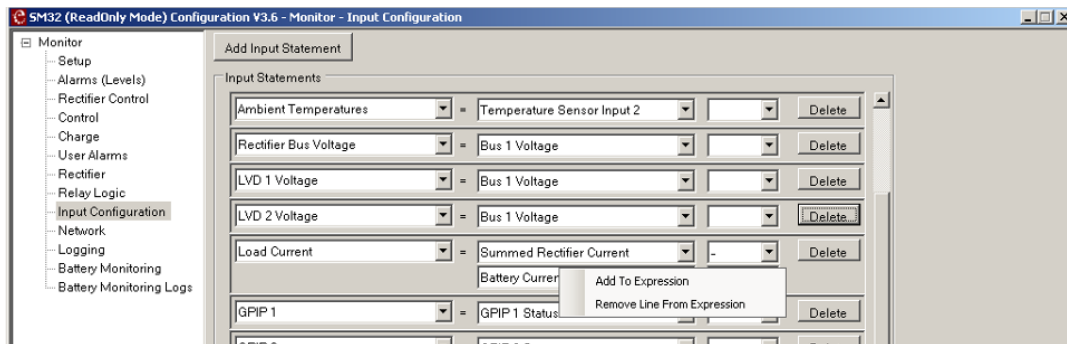 SM32 (ReadOnly Mode) Configuration V3.6 - Monitor - Input Configuration
Monitor
Setup
Alarms (Levels)
Rectifier Control
Control
Charge
User Alarms
Rectifier
Relay Logic
Input Configuration
Network
Logging
Battery Monitoring
Battery Monitoring Logs
Add Input Statement
Input Statements
Ambient Temperatures = Temperature Sensor Input 2 Delete
Rectifier Bus Voltage = Bus 1 Voltage Delete
LVD 1 Voltage = Bus 1 Voltage Delete
LVD 2 Voltage = Bus 1 Voltage Delete
Load Current = Summed Rectifier Current - Delete
Battery Curren
Add To Expression
Remove Line From Expression
GPIP 1 = GPIP 1 Status Delete